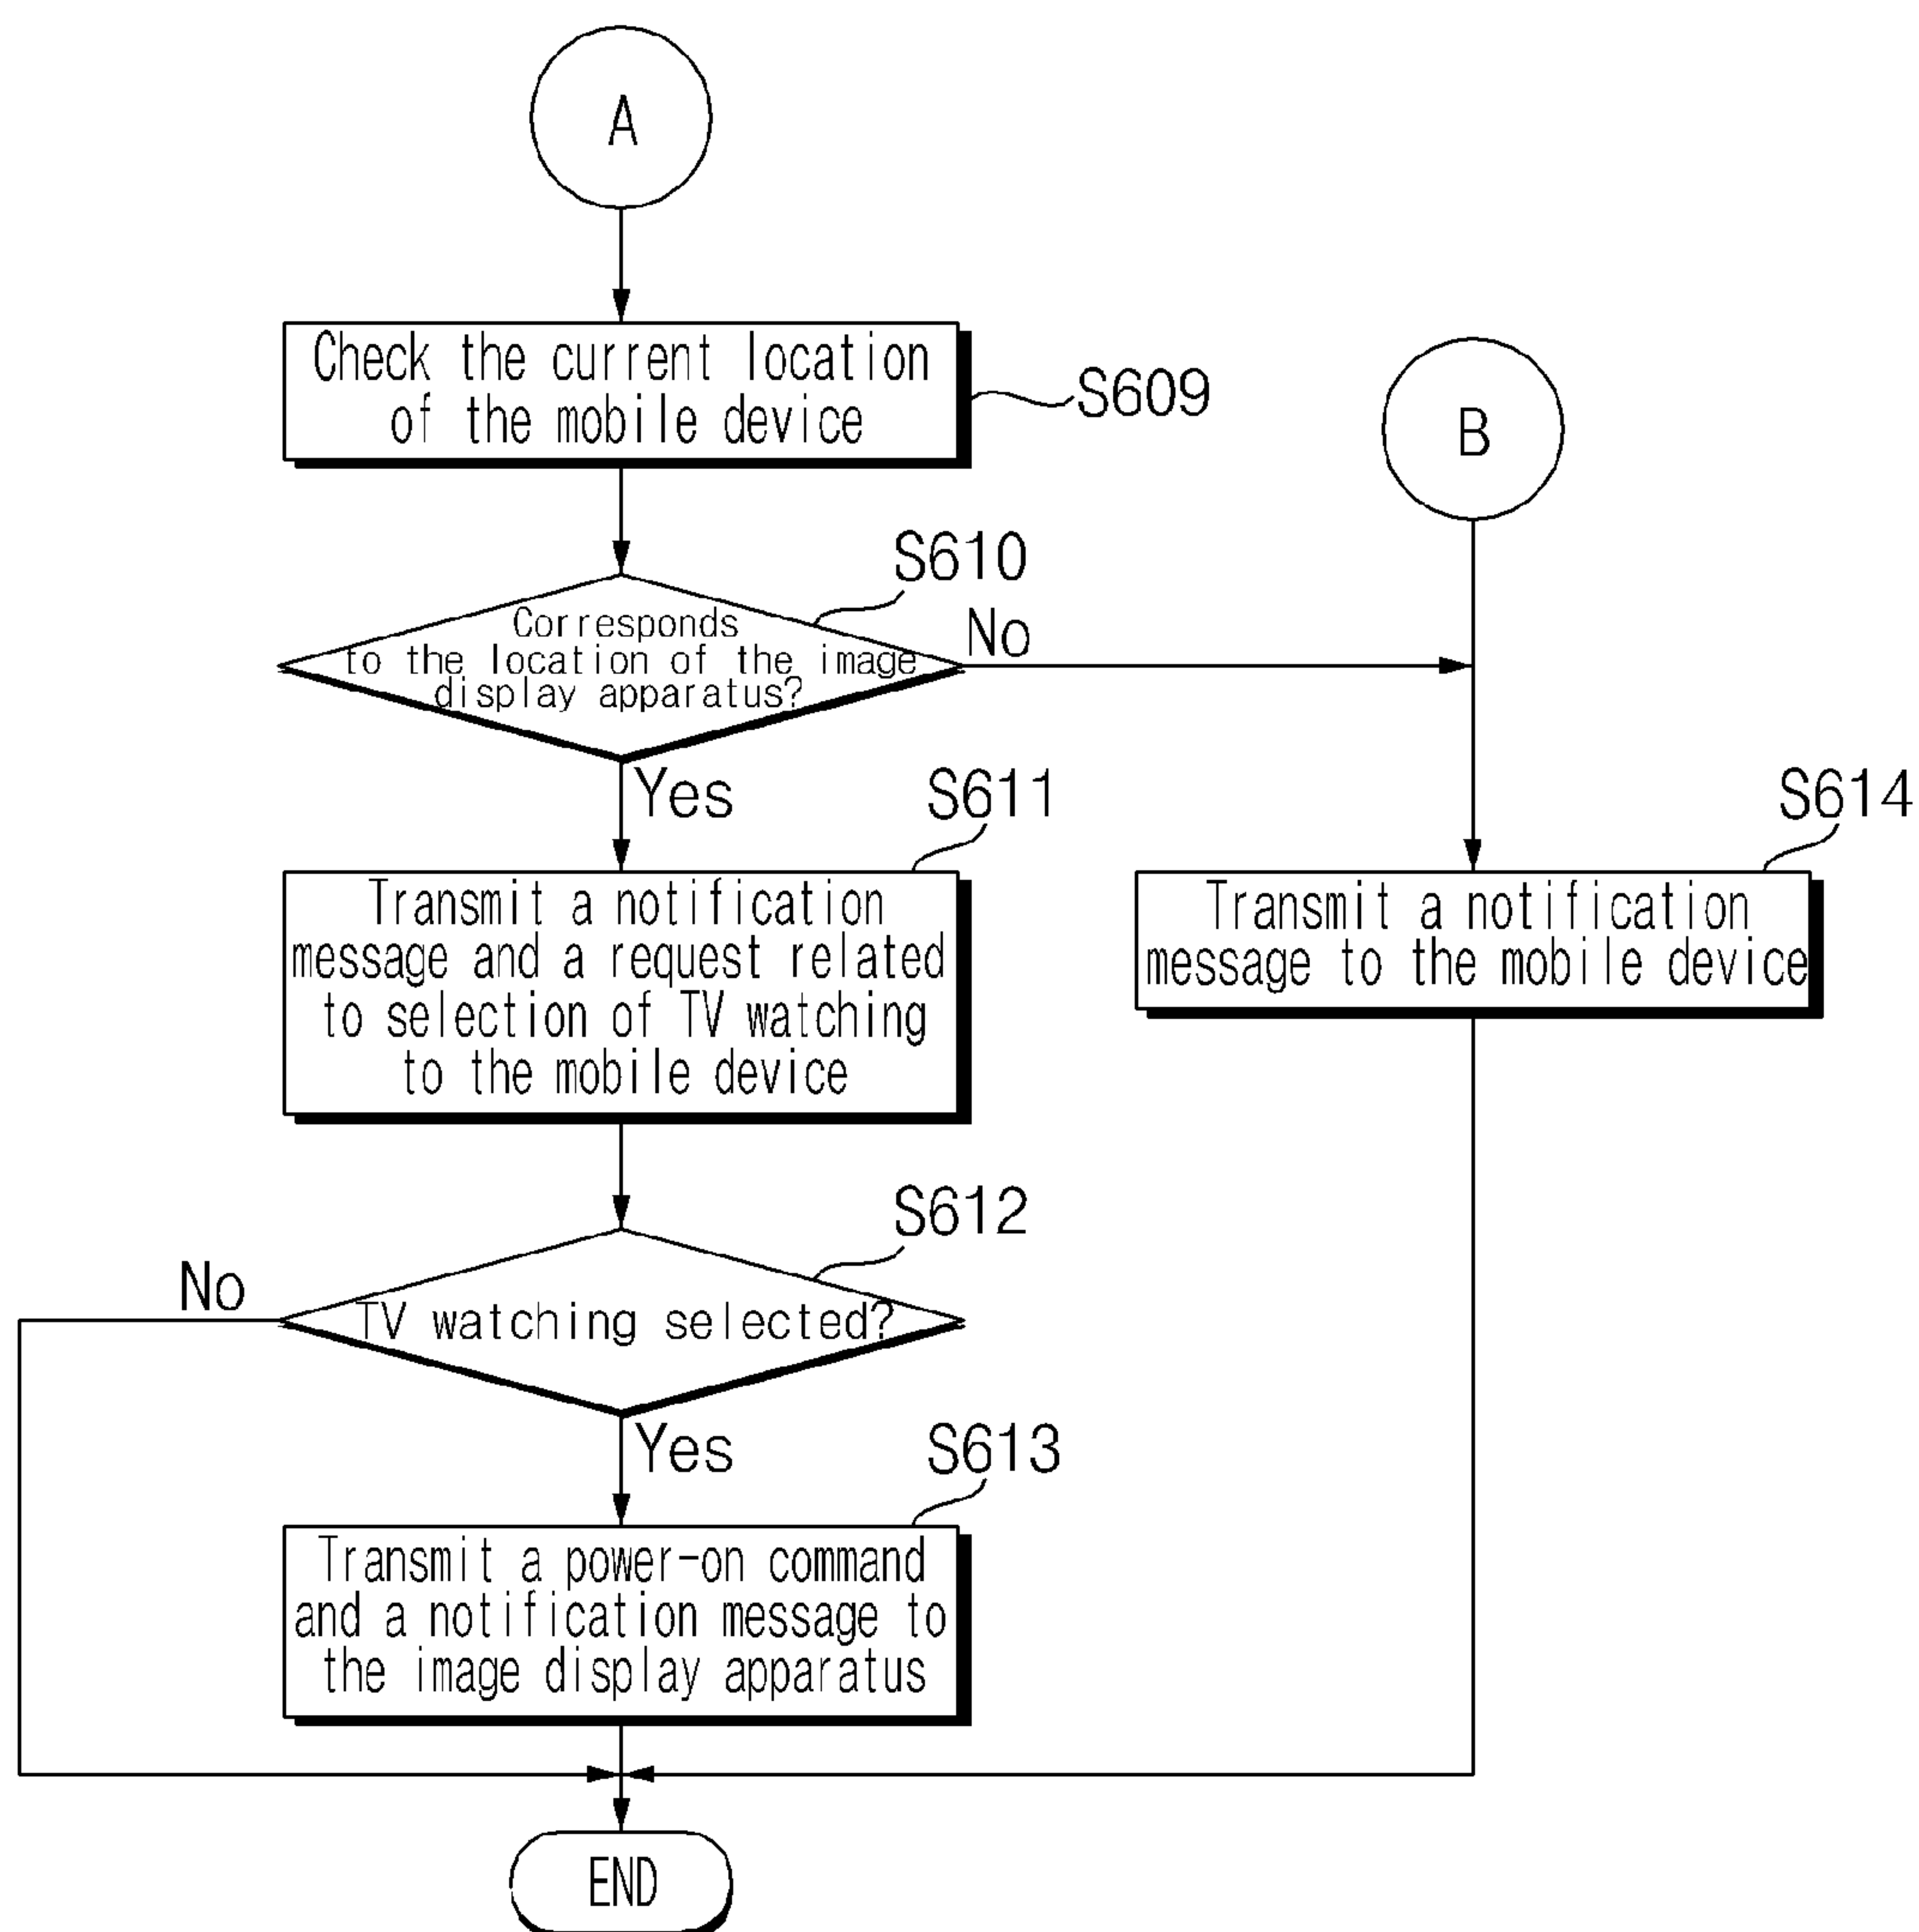 A
Check the current location
of the mobile device
S609
B
S610
Corresponds
to the location of the image
display apparatus?
No
Yes
S611
Transmit a notification
message and a request related
to selection of TV watching
to the mobile device
S614
Transmit a notification
message to the mobile device
S612
No
TV watching selected?
Yes
S613
Transmit a power-on command
and a notification message to
the image display apparatus
END